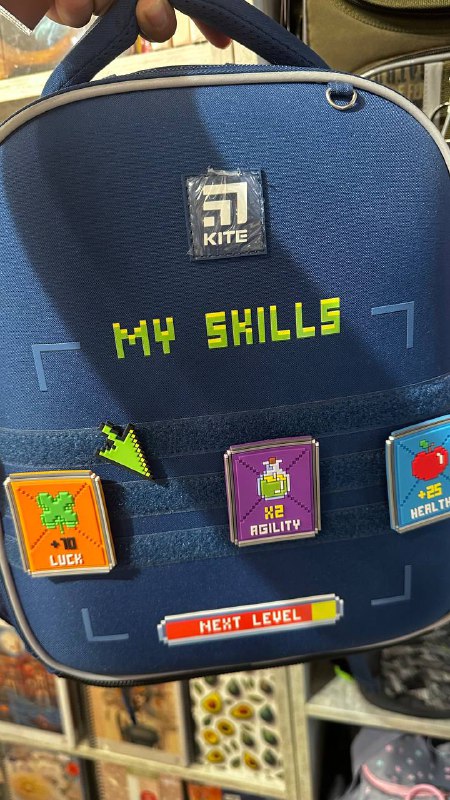 KITE
MY SKILLS
+10
LUCK
X2
AGILITY
+25
HEALTH
NEXT LEVEL